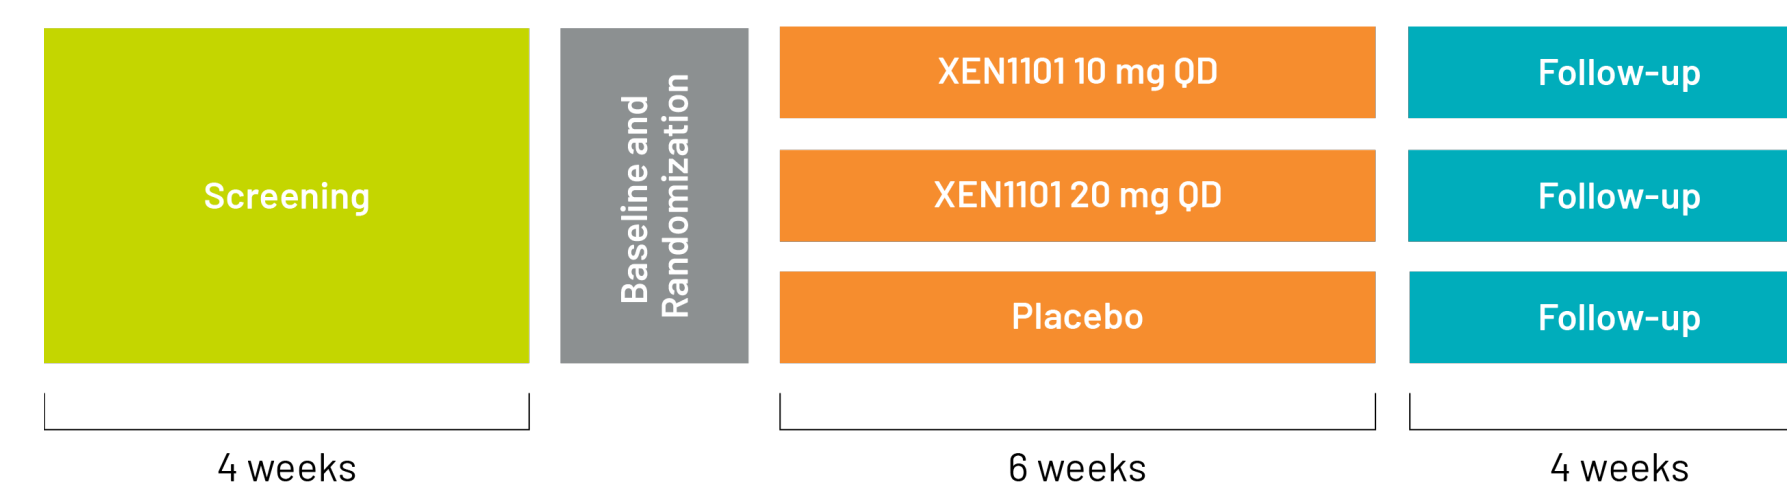 Screening
Baseline and
Randomization
XEN1101 10 mg QD
XEN1101 20 mg QD
Placebo
Follow-up
Follow-up
Follow-up
4 weeks
6 weeks
4 weeks